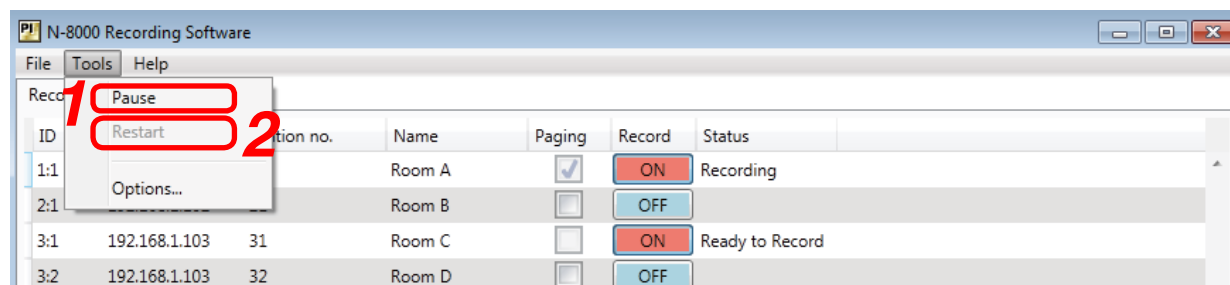 PJ N-8000 Recording Software
File Tools Help
Reco
1 Pause
Restart 2
ID tion no. Name Paging Record Status
1:1 Room A ON Recording
Options...
2:1 Room B OFF
3:1 192.168.1.103 31 Room C ON Ready to Record
3:2 192.168.1.103 32 Room D OFF